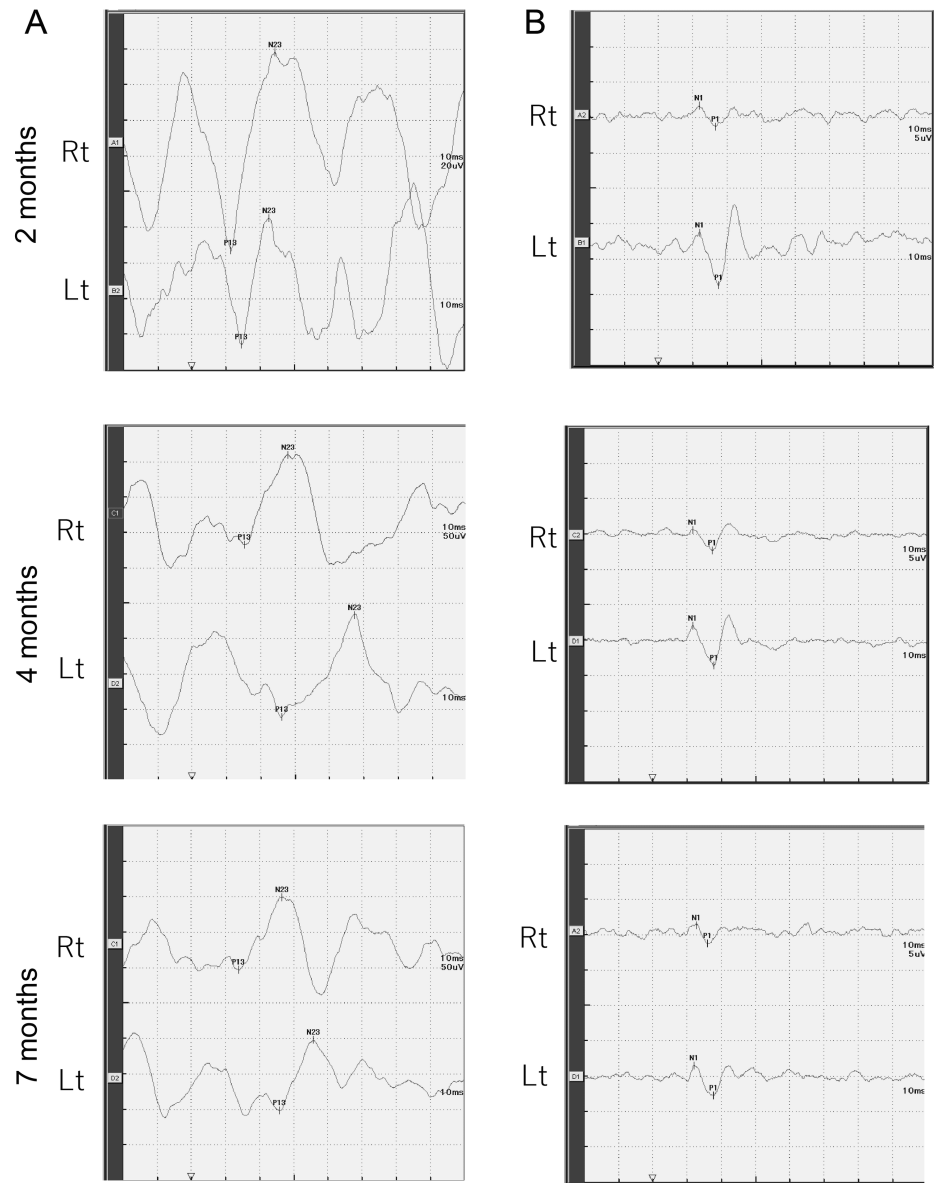 A
B
2 months
Rt
A1
N23
P13
10ms
20uV
Lt
B2
N23
P13
10ms
Rt
A2
N1
P1
10ms
5uV
Lt
B1
N1
P1
10ms
4 months
Rt
C1
N23
P13
10ms
50uV
Lt
D2
N23
P13
10ms
Rt
C2
N1
P1
10ms
5uV
Lt
D1
N1
P1
10ms
7 months
Rt
C1
N23
P13
10ms
50uV
Lt
D2
N23
P13
10ms
Rt
A2
N1
P1
10ms
5uV
Lt
D1
N1
P1
10ms